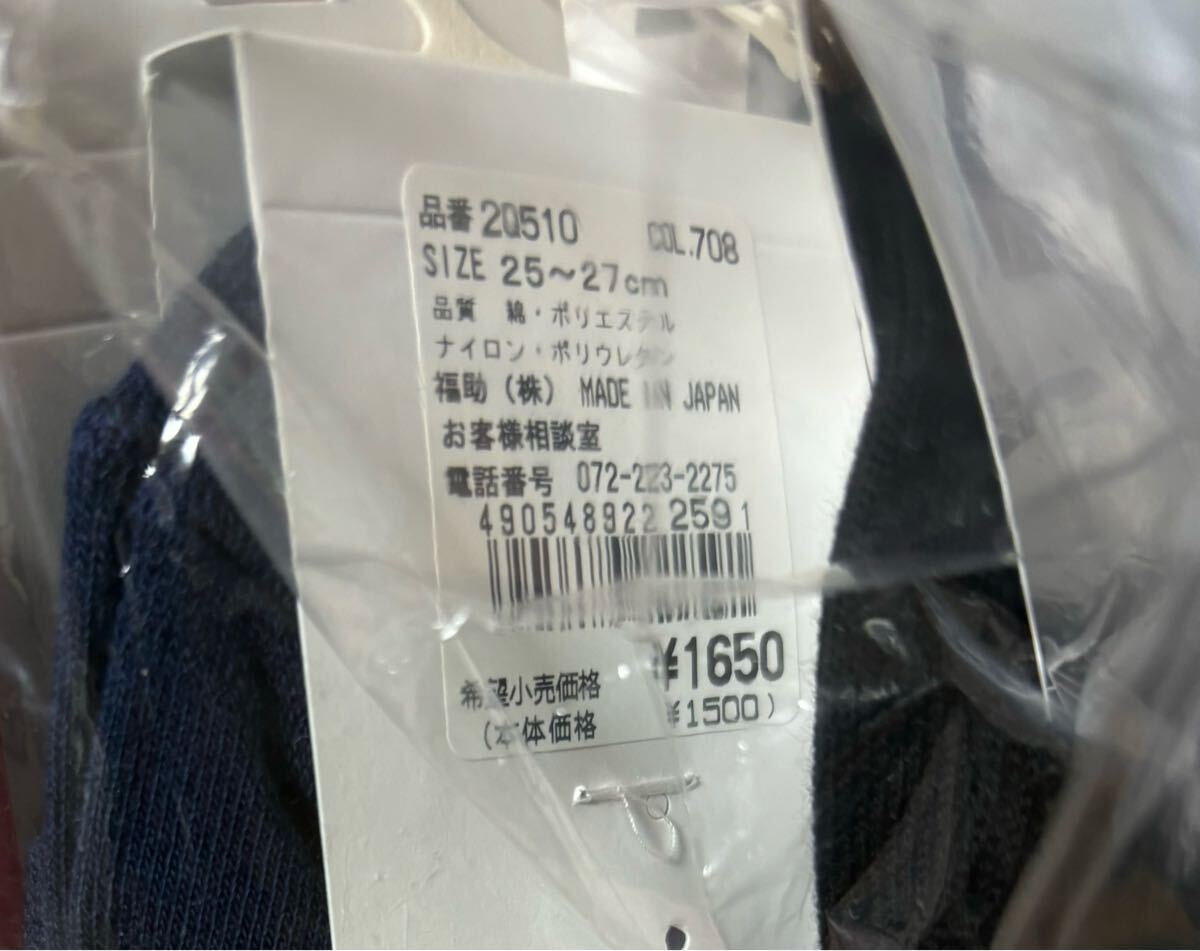 品番 2Q510 COL.708
SIZE 25～27cm
品質 綿・ポリエステル
ナイロン・ポリウレタン
福助(株) MADE IN JAPAN
お客様相談室
電話番号 072-223-2275
4905489222591
希望小売価格 ¥1650
(本体価格 ¥1500)